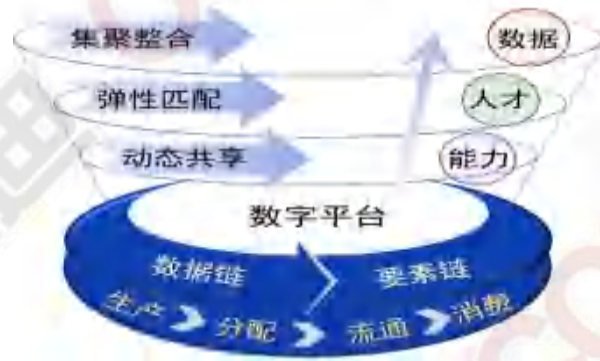 集聚整合 数据
弹性匹配 人才
动态共享 能力
数字平台
数据链 要素链
生产 分配 流通 消费